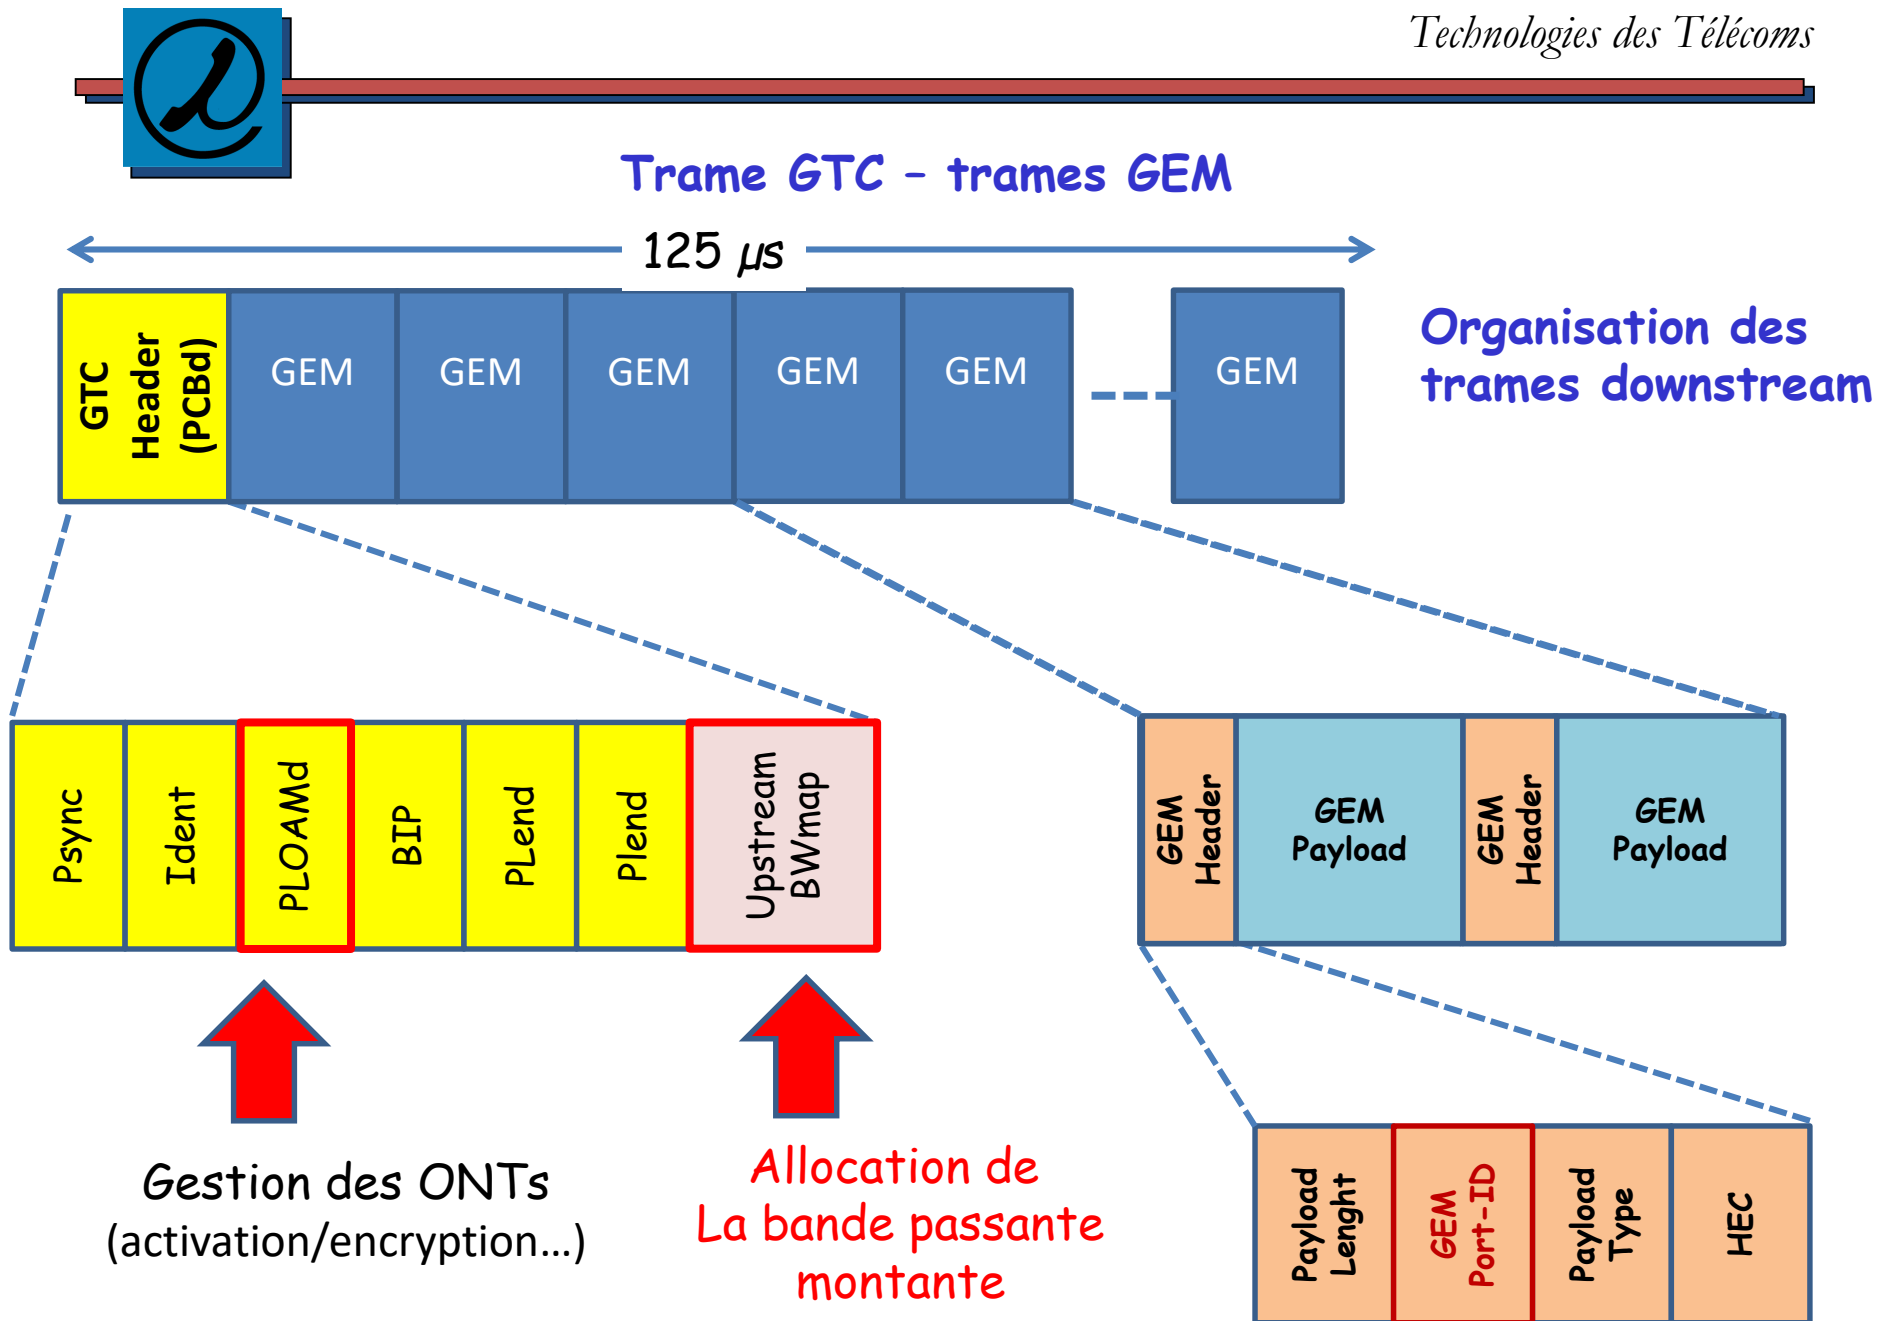 Technologies des Télécoms
Trame GTC – trames GEM
125 µs
GTC
Header
(PCBd)
GEM
GEM
GEM
GEM
GEM
GEM
Organisation des
trames downstream
Psync
Ident
PLOAMd
BIP
PLend
Plend
Upstream
BWmap
GEM
Header
GEM
Payload
GEM
Header
GEM
Payload
Gestion des ONTs
(activation/encryption...)
Allocation de
La bande passante
montante
Payload
Lenght
GEM
Port-ID
Payload
Type
HEC